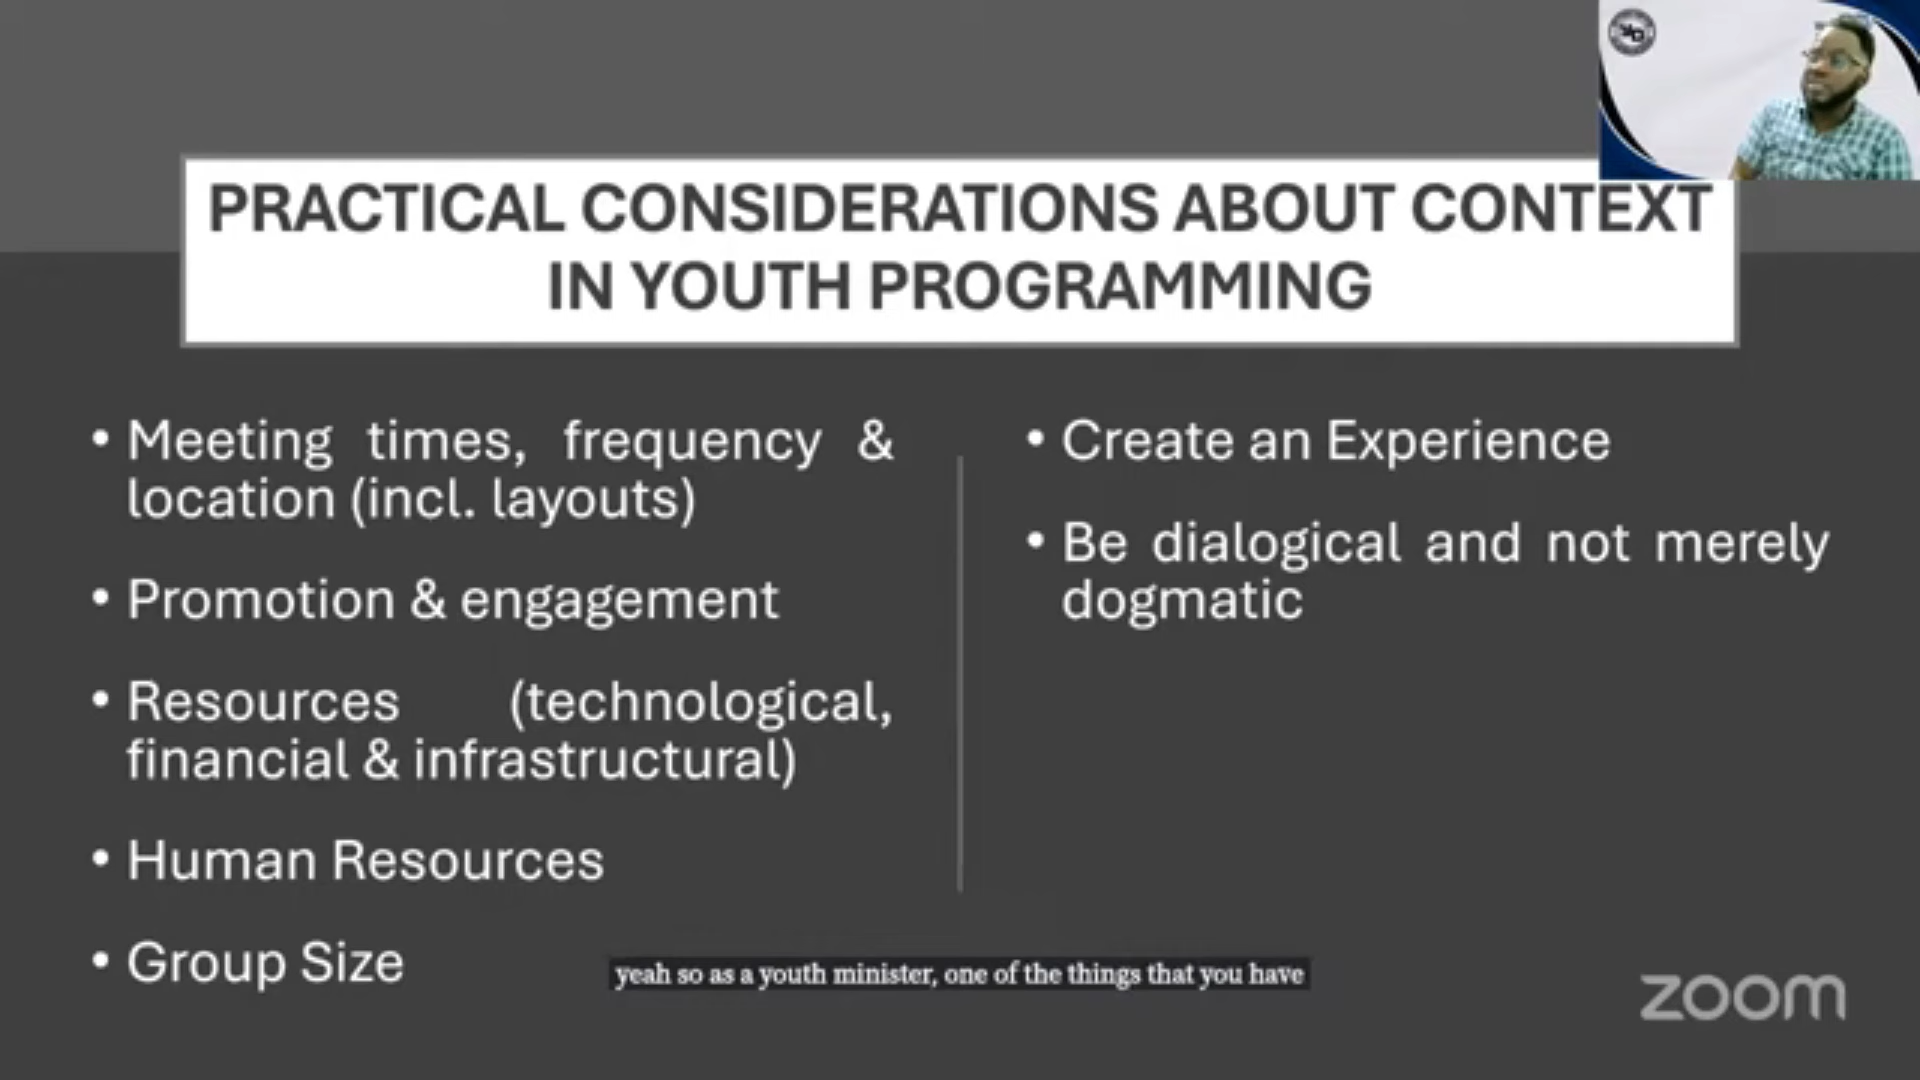 PRACTICAL CONSIDERATIONS ABOUT CONTEXT
IN YOUTH PROGRAMMING
• Meeting times, frequency &
location (incl. layouts)
• Promotion & engagement
• Resources (technological,
financial & infrastructural)
• Human Resources
• Group Size
• Create an Experience
• Be dialogical and not merely
dogmatic
yeah so as a youth minister, one of the things that you have
zoom